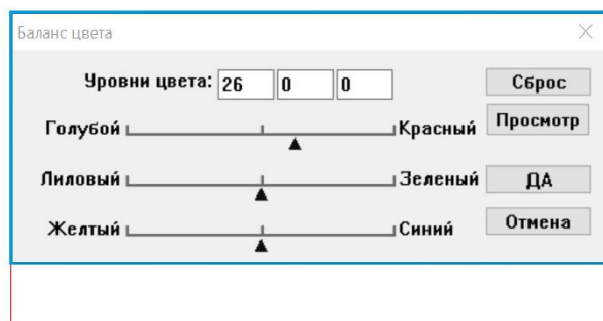 Баланс цвета
Уровни цвета: 26 0 0
Сброс
Голубой Красный
Просмотр
Лиловый Зеленый
ДА
Желтый Синий
Отмена